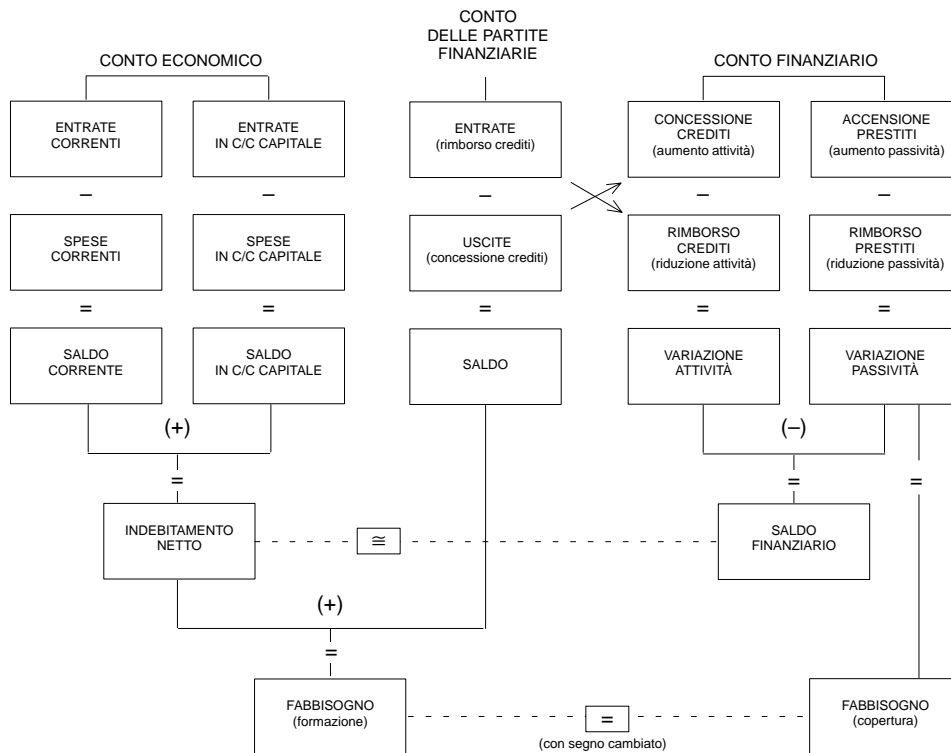 CONTO
DELLE PARTITE
FINANZIARIE
CONTO ECONOMICO
CONTO FINANZIARIO
ENTRATE
CORRENTI
ENTRATE
IN C/C CAPITALE
ENTRATE
(rimborso crediti)
CONCESSIONE
CREDITI
(aumento attività)
ACCENSIONE
PRESTITI
(aumento passività)
– – – – –
SPESE
CORRENTI
SPESE
IN C/C CAPITALE
USCITE
(concessione crediti)
RIMBORSO
CREDITI
(riduzione attività)
RIMBORSO
PRESTITI
(riduzione passività)
= = = = =
SALDO
CORRENTE
SALDO
IN C/C CAPITALE
SALDO
VARIAZIONE
ATTIVITÀ
VARIAZIONE
PASSIVITÀ
(+) (–)
= = =
INDEBITAMENTO
NETTO
≅
SALDO
FINANZIARIO
(+)
=
FABBISOGNO
(formazione)
=
(con segno cambiato)
FABBISOGNO
(copertura)